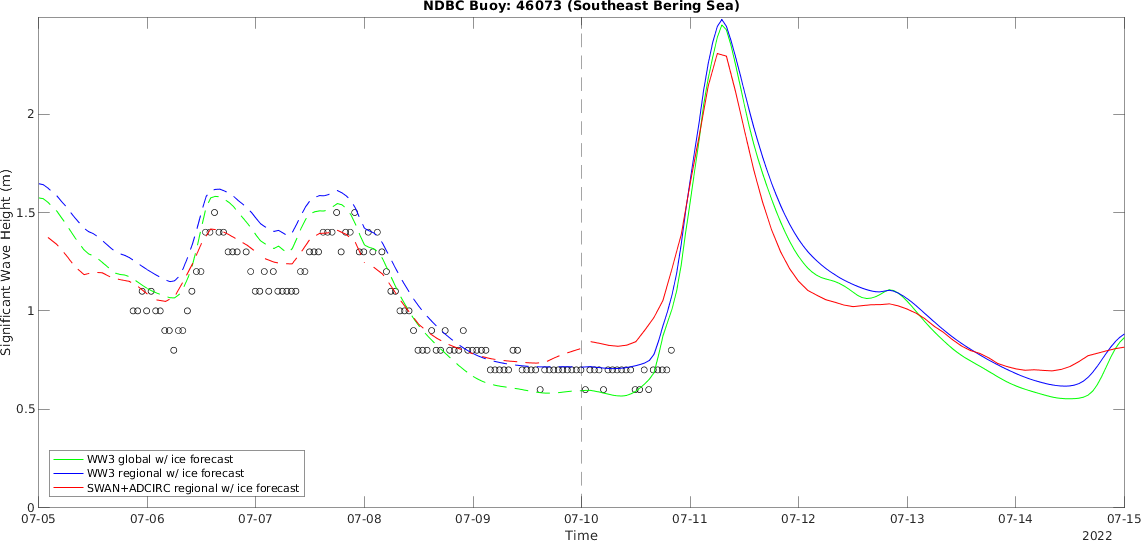 NDBC Buoy: 46073 (Southeast Bering Sea)
Significant Wave Height (m)
2
1.5
1
0.5
0
WW3 global w/ ice forecast
WW3 regional w/ ice forecast
SWAN+ADCIRC regional w/ ice forecast
07-05 07-06 07-07 07-08 07-09 07-10 07-11 07-12 07-13 07-14 07-15
Time
2022